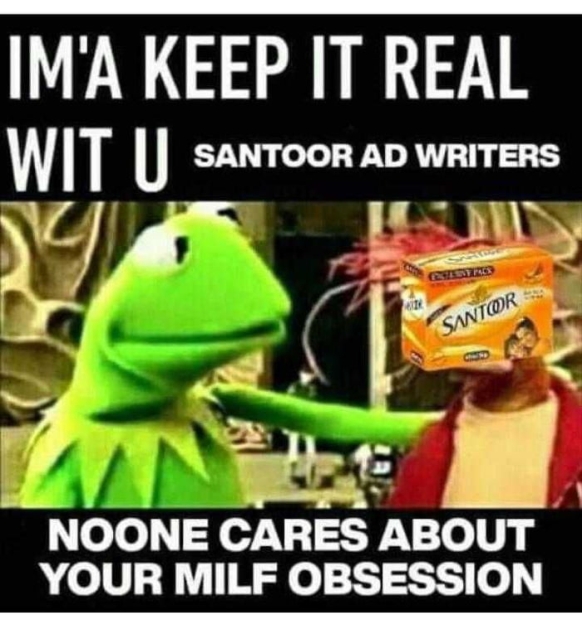 IM'A KEEP IT REAL
WIT U SANTOOR AD WRITERS
SANTOOR
NOONE CARES ABOUT
YOUR MILF OBSESSION